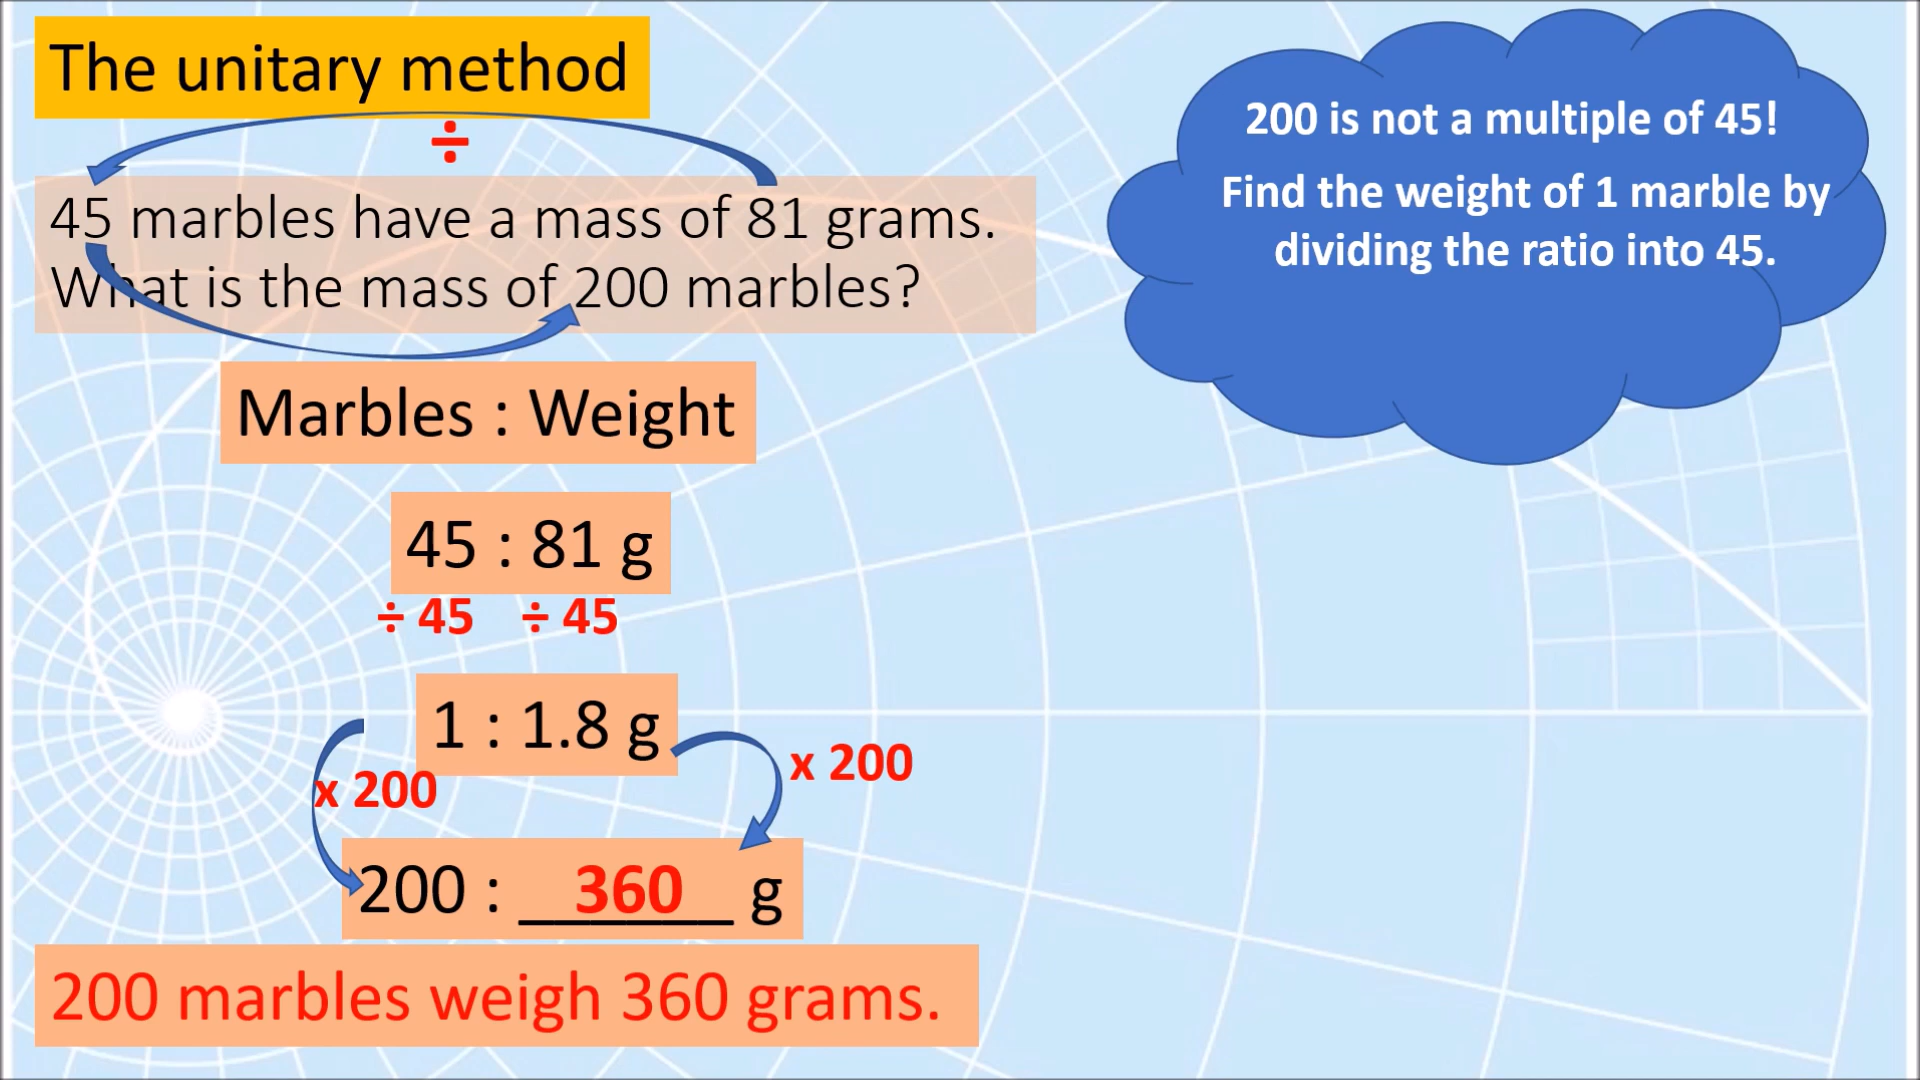 The unitary method
÷
45 marbles have a mass of 81 grams.
What is the mass of 200 marbles?
200 is not a multiple of 45!
Find the weight of 1 marble by
dividing the ratio into 45.
Marbles : Weight
45 : 81 g
÷ 45 ÷ 45
1 : 1.8 g
x 200
x 200
200 : ______ g
360
200 marbles weigh 360 grams.